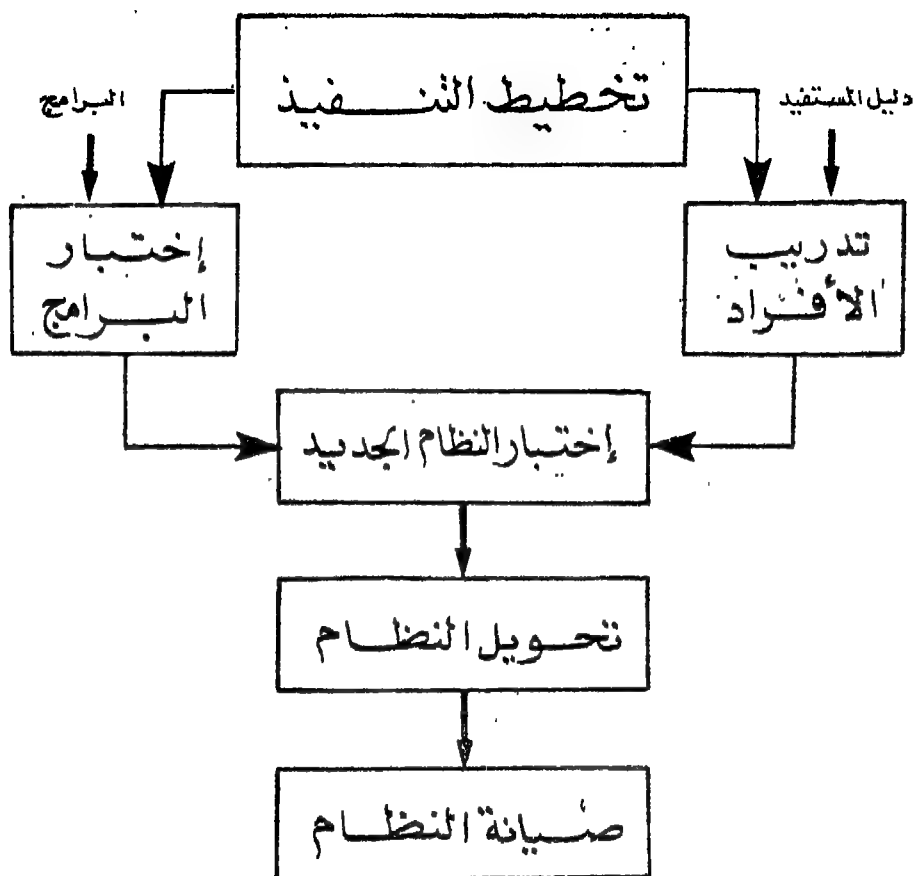 تخطيط التنفيذ
دليل المستفيد
البرامج
تدريب
الأفراد
إختبار
البرامج
إختبار النظام الجديد
تحويل النظام
صيانة النظام